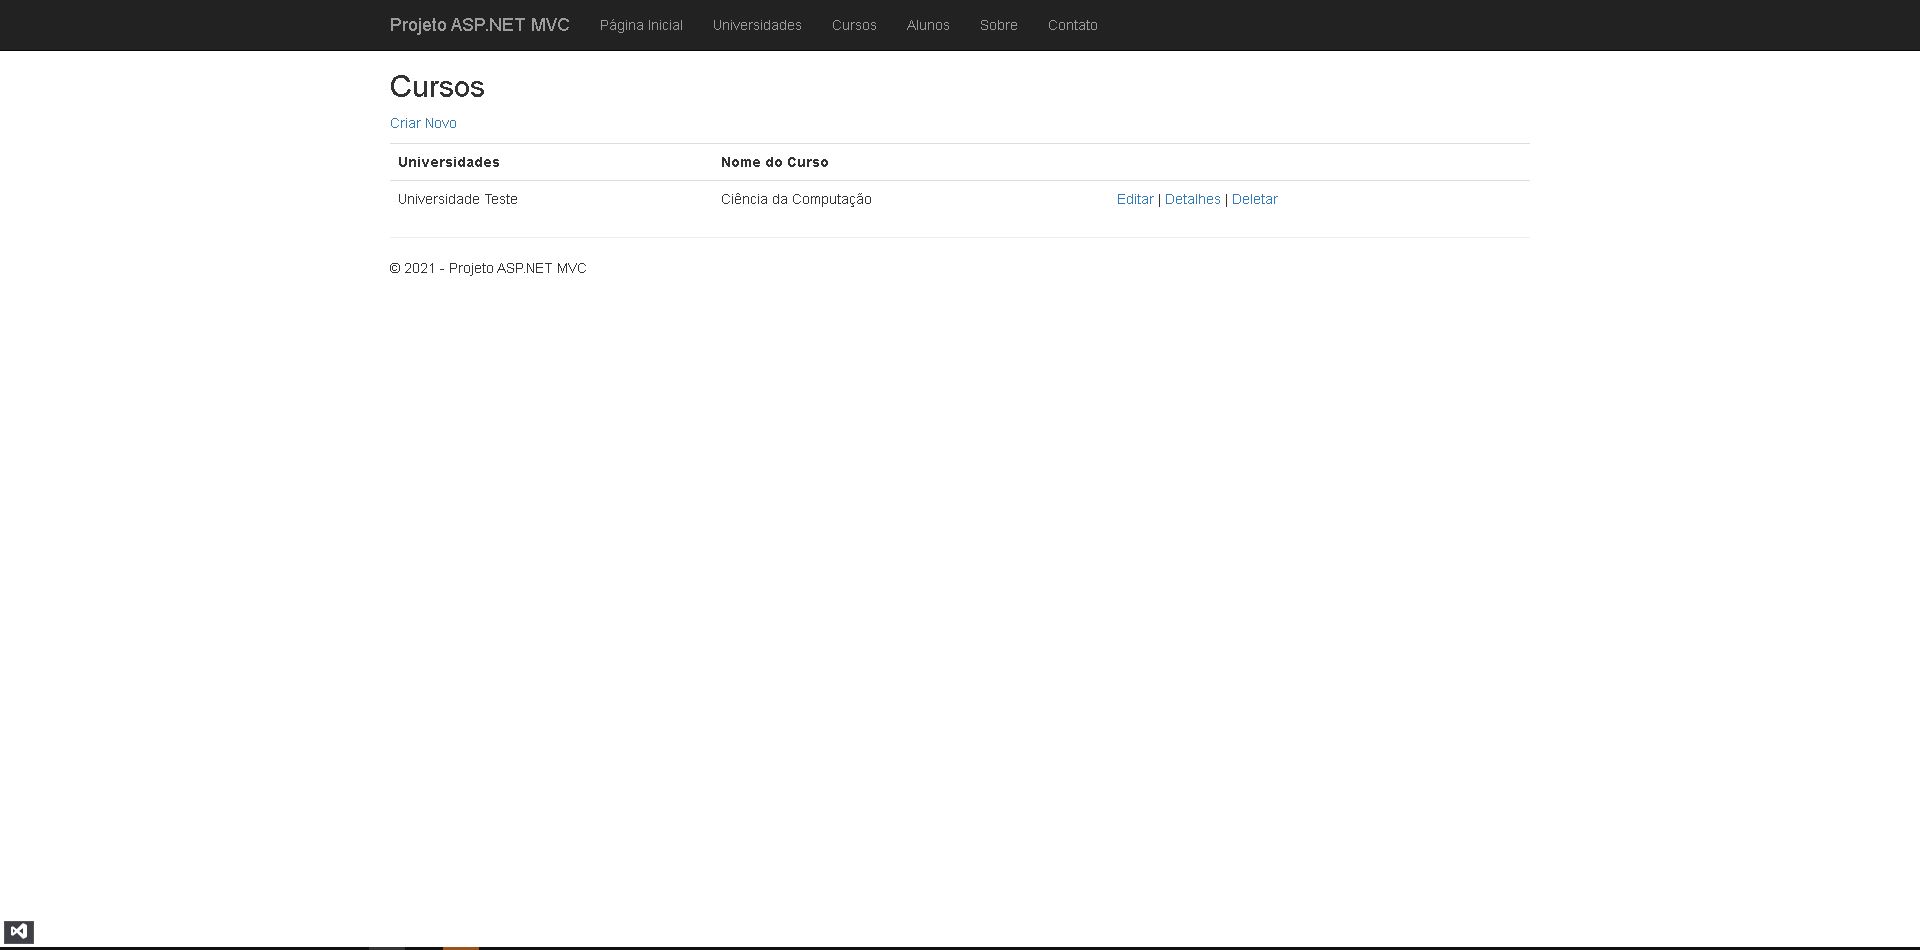 Projeto ASP.NET MVC Página Inicial Universidades Cursos Alunos Sobre Contato
Cursos
Criar Novo
Universidades Nome do Curso
Universidade Teste Ciência da Computação Editar | Detalhes | Deletar
© 2021 - Projeto ASP.NET MVC